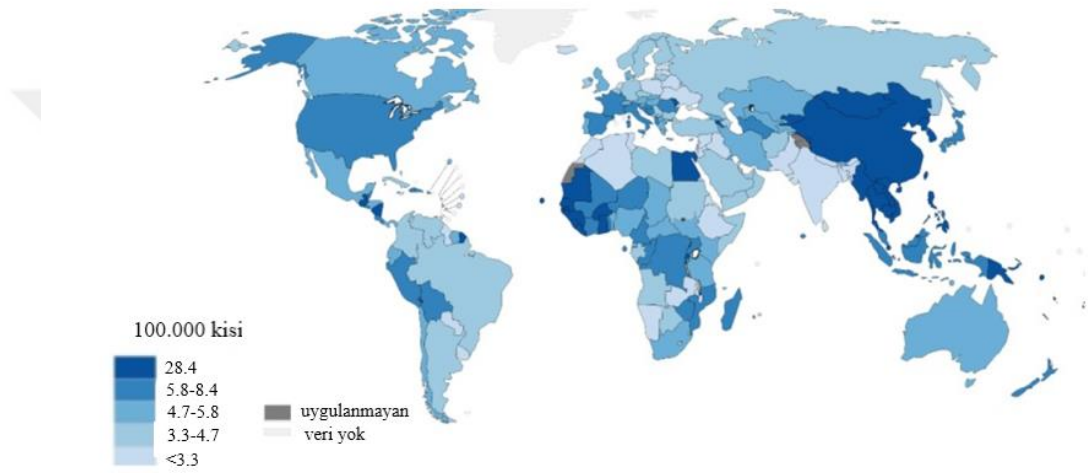 100.000 kisi
28.4
5.8-8.4
4.7-5.8
3.3-4.7
<3.3
uygulanmayan
veri yok